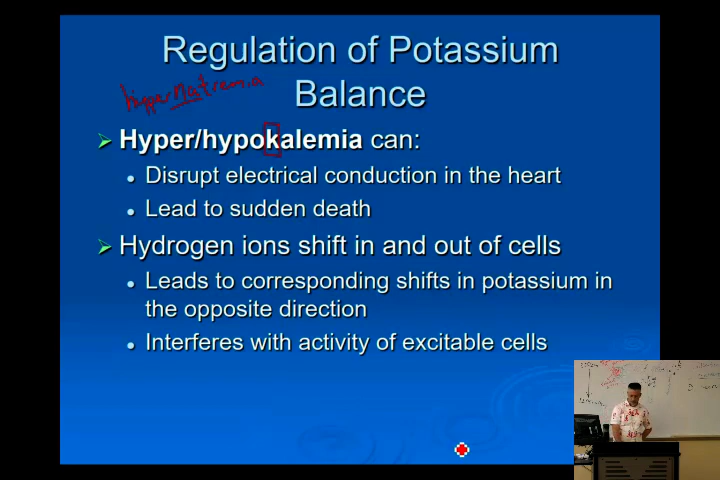 Regulation of Potassium
Balance
hypernatremia
Hyper/hypokalemia can:
Disrupt electrical conduction in the heart
Lead to sudden death
Hydrogen ions shift in and out of cells
Leads to corresponding shifts in potassium in
the opposite direction
Interferes with activity of excitable cells